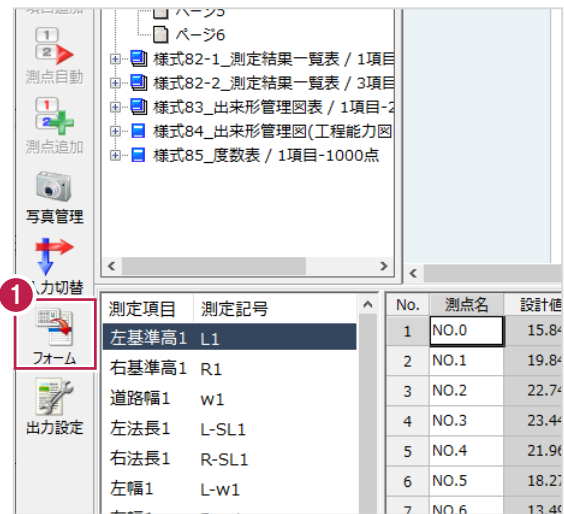 項目追加
測点自動
測点追加
写真管理
入力切替
1
フォーム
出力設定
ページ5
ページ6
様式82-1_測定結果一覧表 / 1項目
様式82-2_測定結果一覧表 / 3項目
様式83_出来形管理図表 / 1項目-2
様式84_出来形管理図(工程能力図
様式85_度数表 / 1項目-1000点
測定項目 測定記号
左基準高1 L1
右基準高1 R1
道路幅1 w1
左法長1 L-SL1
右法長1 R-SL1
左幅1 L-w1
No. 測点名 設計値
1 NO.0 15.84
2 NO.1 19.84
3 NO.2 22.74
4 NO.3 23.44
5 NO.4 21.96
6 NO.5 18.27
7 NO.6 13.49